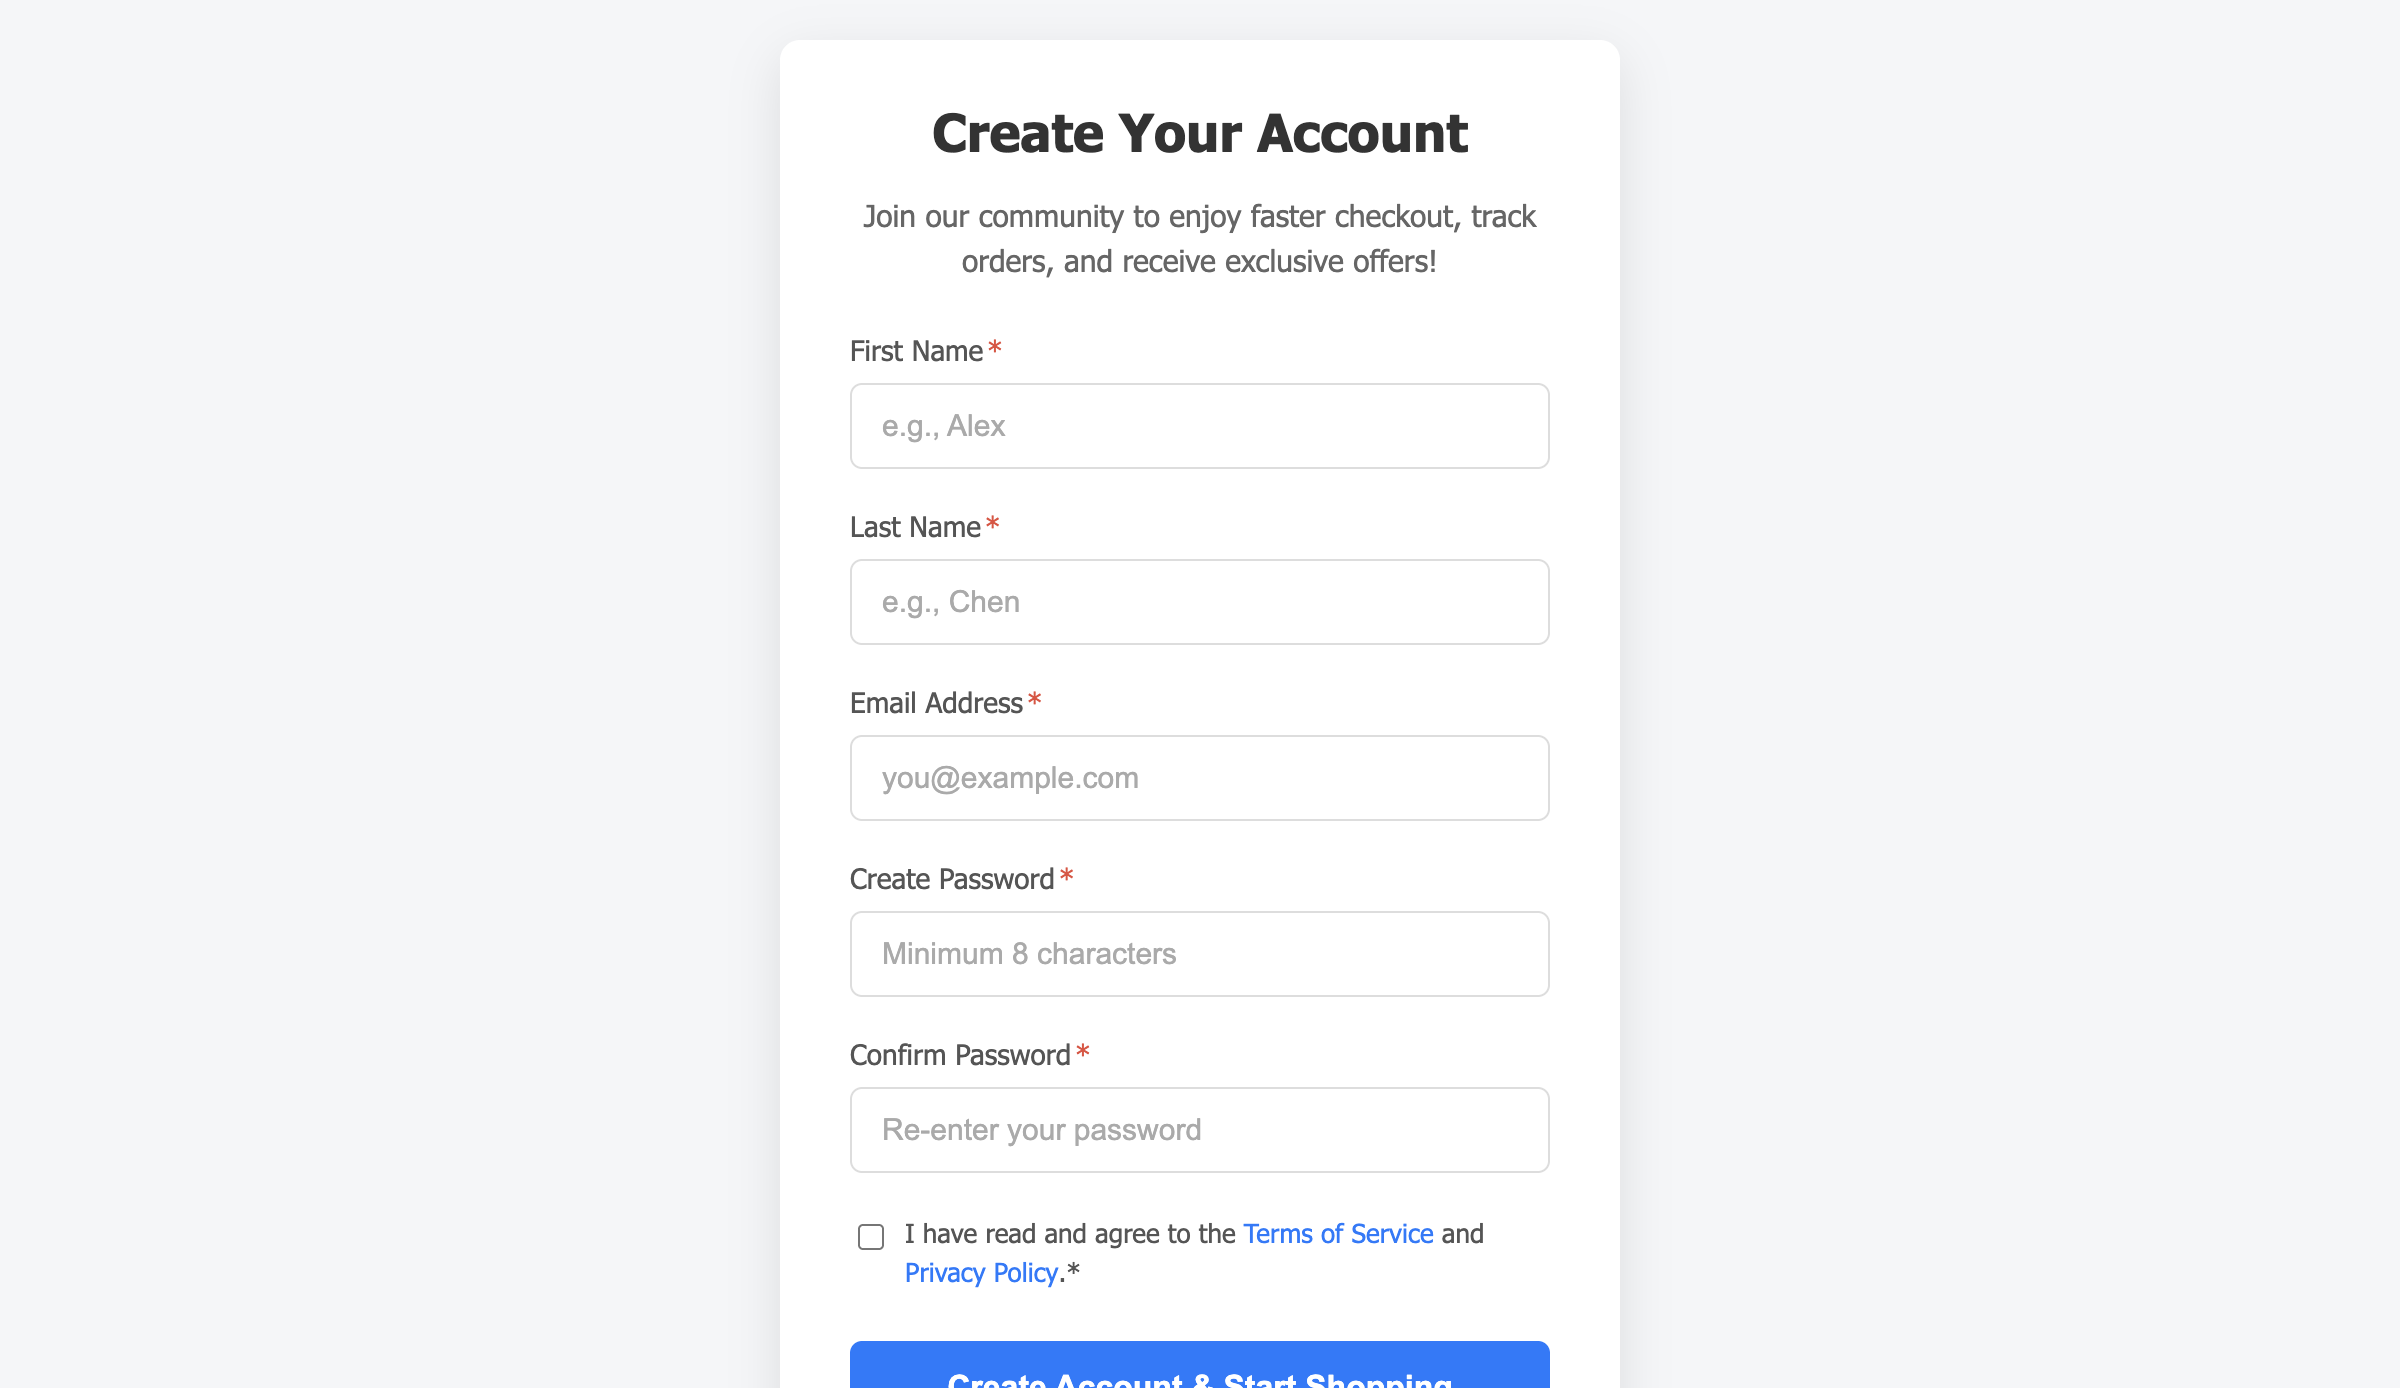 Create Your Account
Join our community to enjoy faster checkout, track
orders, and receive exclusive offers!
First Name*
e.g., Alex
Last Name*
e.g., Chen
Email Address*
you@example.com
Create Password*
Minimum 8 characters
Confirm Password*
Re-enter your password
I have read and agree to the Terms of Service and
Privacy Policy.*
Create Account & Start Shopping